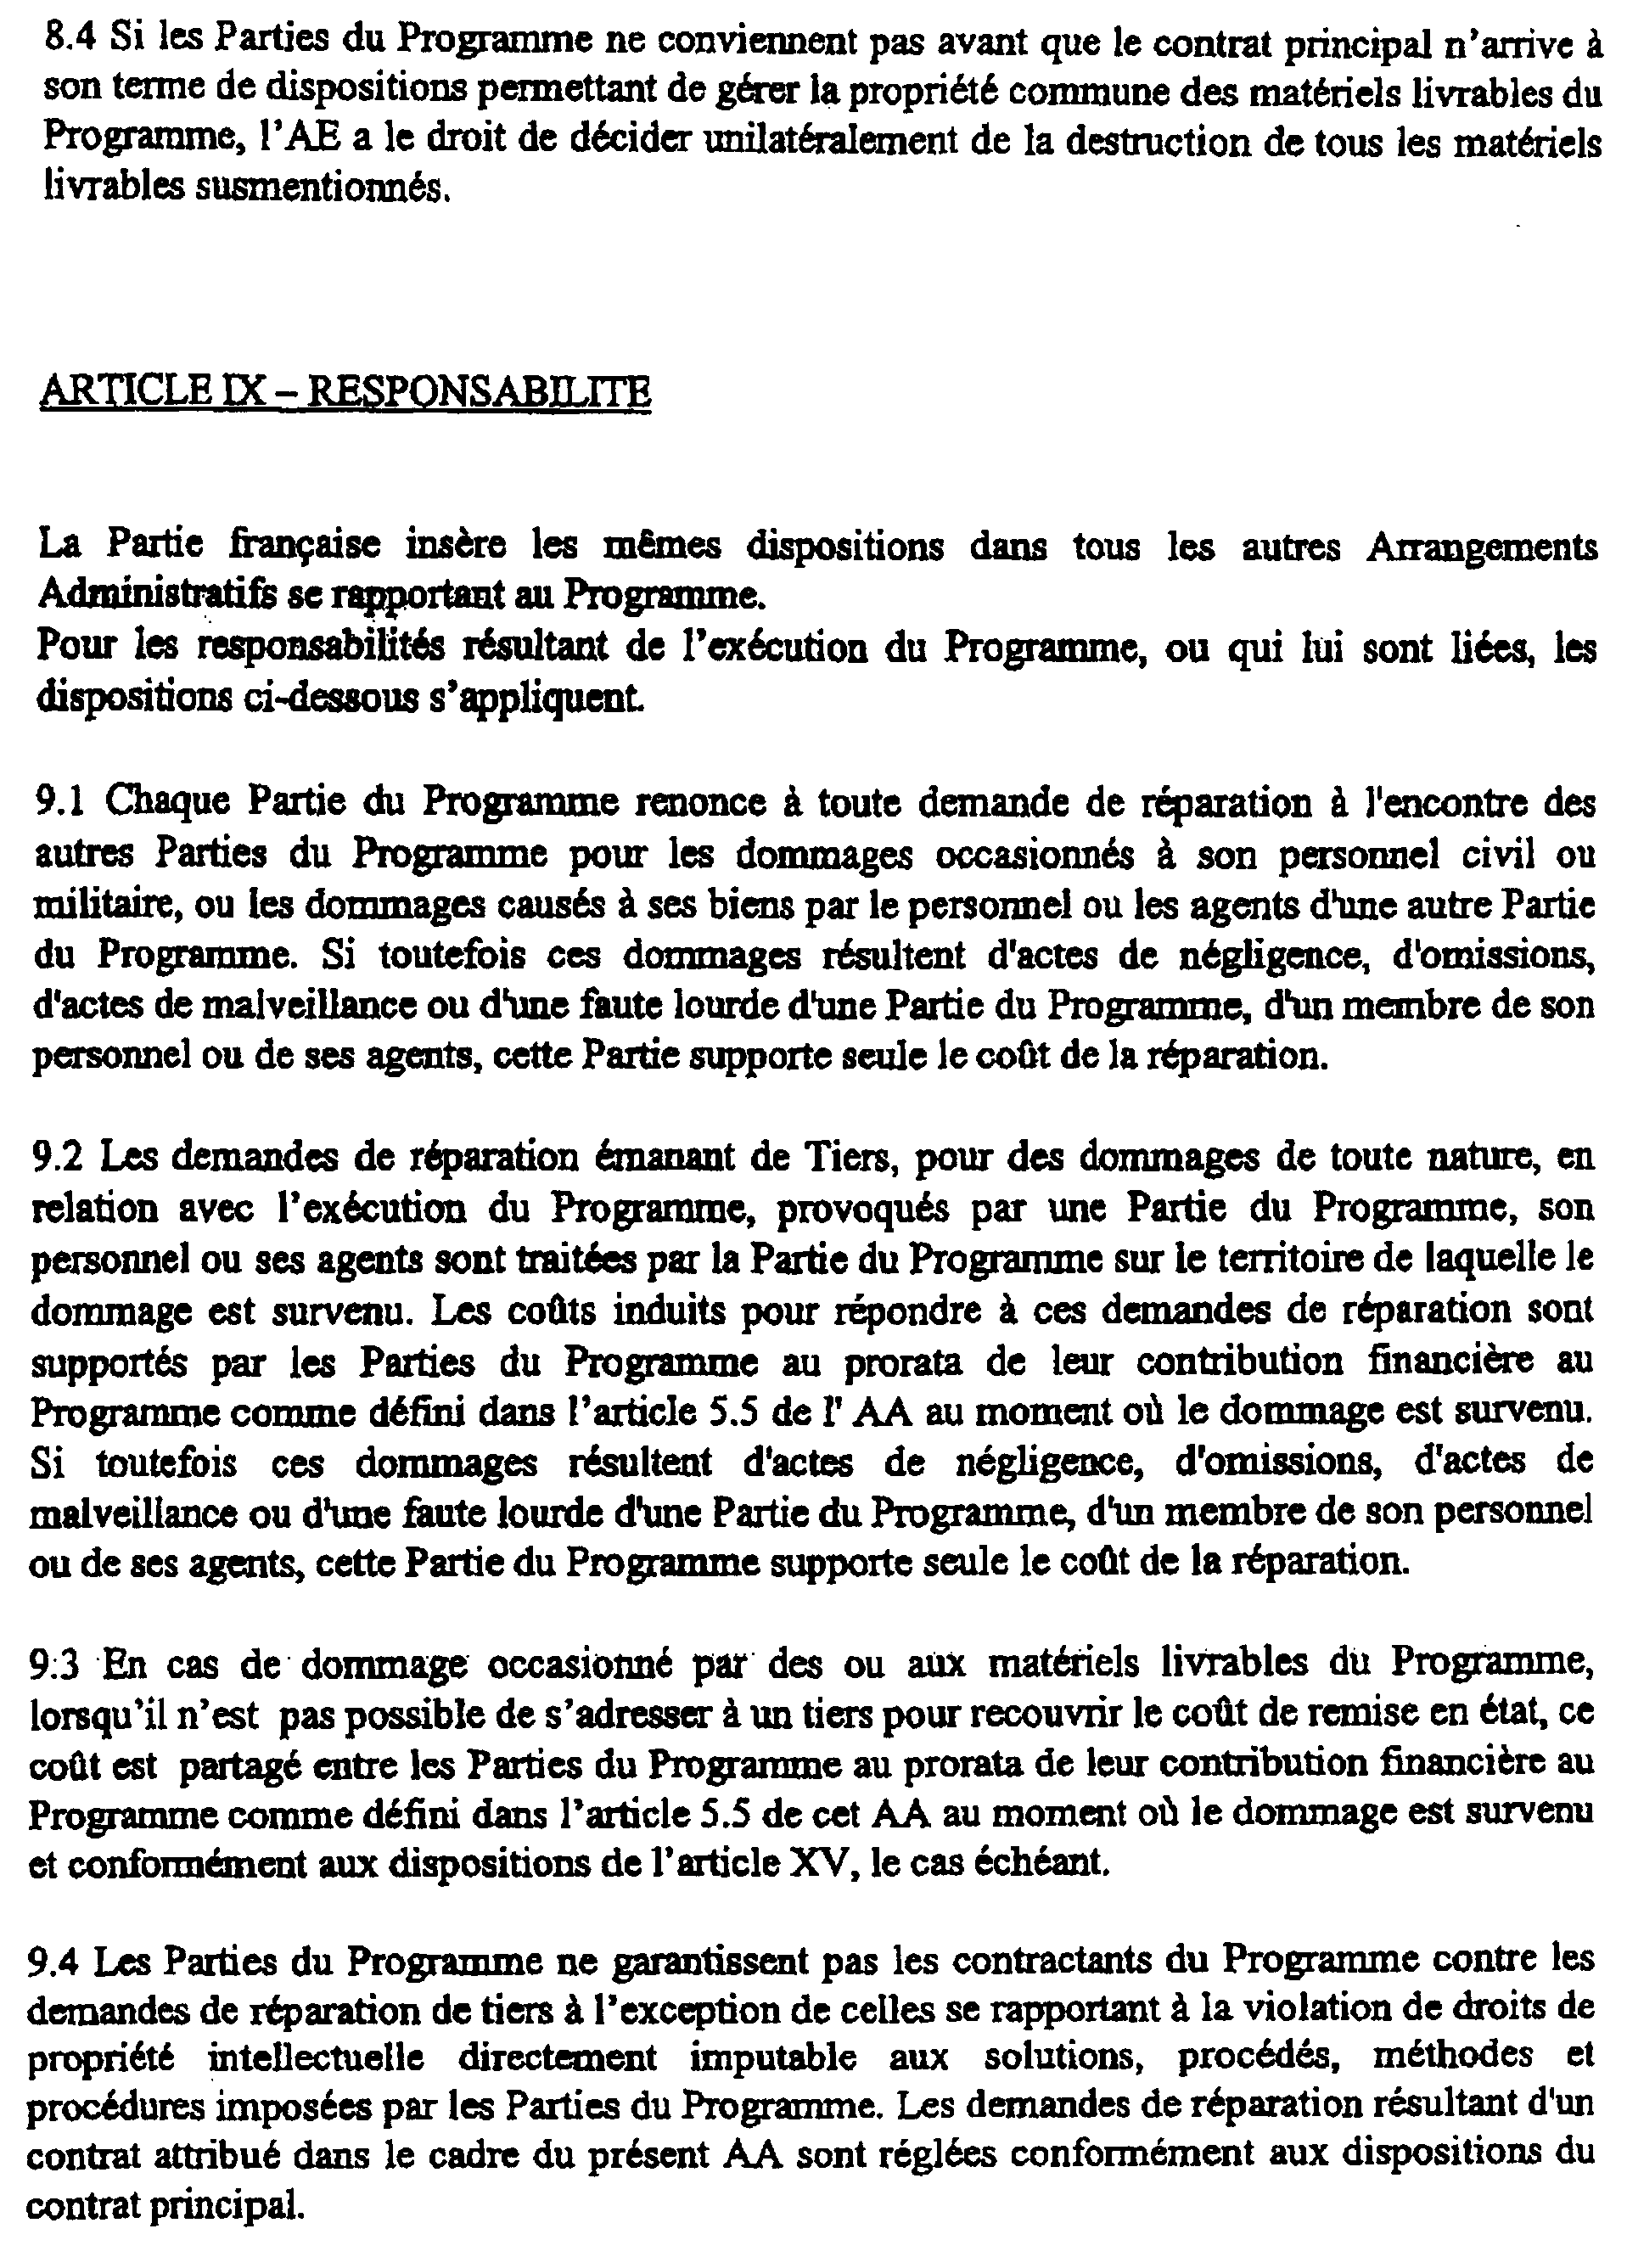 8.4 Si les Parties du Programme ne conviennent pas avant que le contrat principal n'arrive à
son terme de dispositions permettant de gérer la propriété commune des matériels livrables du
Programme, l'AE a le droit de décider unilatéralement de la destruction de tous les matériels
livrables susmentionnés.
ARTICLE IX – RESPONSABILITE
La Partie française insère les mêmes dispositions dans tous les autres Arrangements
Administratifs se rapportant au Programme.
Pour les responsabilités résultant de l'exécution du Programme, ou qui lui sont liées, les
dispositions ci-dessous s'appliquent.
9.1 Chaque Partie du Programme renonce à toute demande de réparation à l'encontre des
autres Parties du Programme pour les dommages occasionnés à son personnel civil ou
militaire, ou les dommages causés à ses biens par le personnel ou les agents d'une autre Partie
du Programme. Si toutefois ces dommages résultent d'actes de négligence, d'omissions,
d'actes de malveillance ou d'une faute lourde d'une Partie du Programme, d'un membre de son
personnel ou de ses agents, cette Partie supporte seule le coût de la réparation.
9.2 Les demandes de réparation émanant de Tiers, pour des dommages de toute nature, en
relation avec l'exécution du Programme, provoqués par une Partie du Programme, son
personnel ou ses agents sont traitées par la Partie du Programme sur le territoire de laquelle le
dommage est survenu. Les coûts induits pour répondre à ces demandes de réparation sont
supportés par les Parties du Programme au prorata de leur contribution financière au
Programme comme défini dans l'article 5.5 de l' AA au moment où le dommage est survenu.
Si toutefois ces dommages résultent d'actes de négligence, d'omissions, d'actes de
malveillance ou d'une faute lourde d'une Partie du Programme, d'un membre de son personnel
ou de ses agents, cette Partie du Programme supporte seule le coût de la réparation.
9.3 En cas de dommage occasionné par des ou aux matériels livrables du Programme,
lorsqu'il n'est pas possible de s'adresser à un tiers pour recouvrir le coût de remise en état, ce
coût est partagé entre les Parties du Programme au prorata de leur contribution financière au
Programme comme défini dans l'article 5.5 de cet AA au moment où le dommage est survenu
et conformément aux dispositions de l'article XV, le cas échéant.
9.4 Les Parties du Programme ne garantissent pas les contractants du Programme contre les
demandes de réparation de tiers à l'exception de celles se rapportant à la violation de droits de
propriété intellectuelle directement imputable aux solutions, procédés, méthodes et
procédures imposées par les Parties du Programme. Les demandes de réparation résultant d'un
contrat attribué dans le cadre du présent AA sont réglées conformément aux dispositions du
contrat principal.